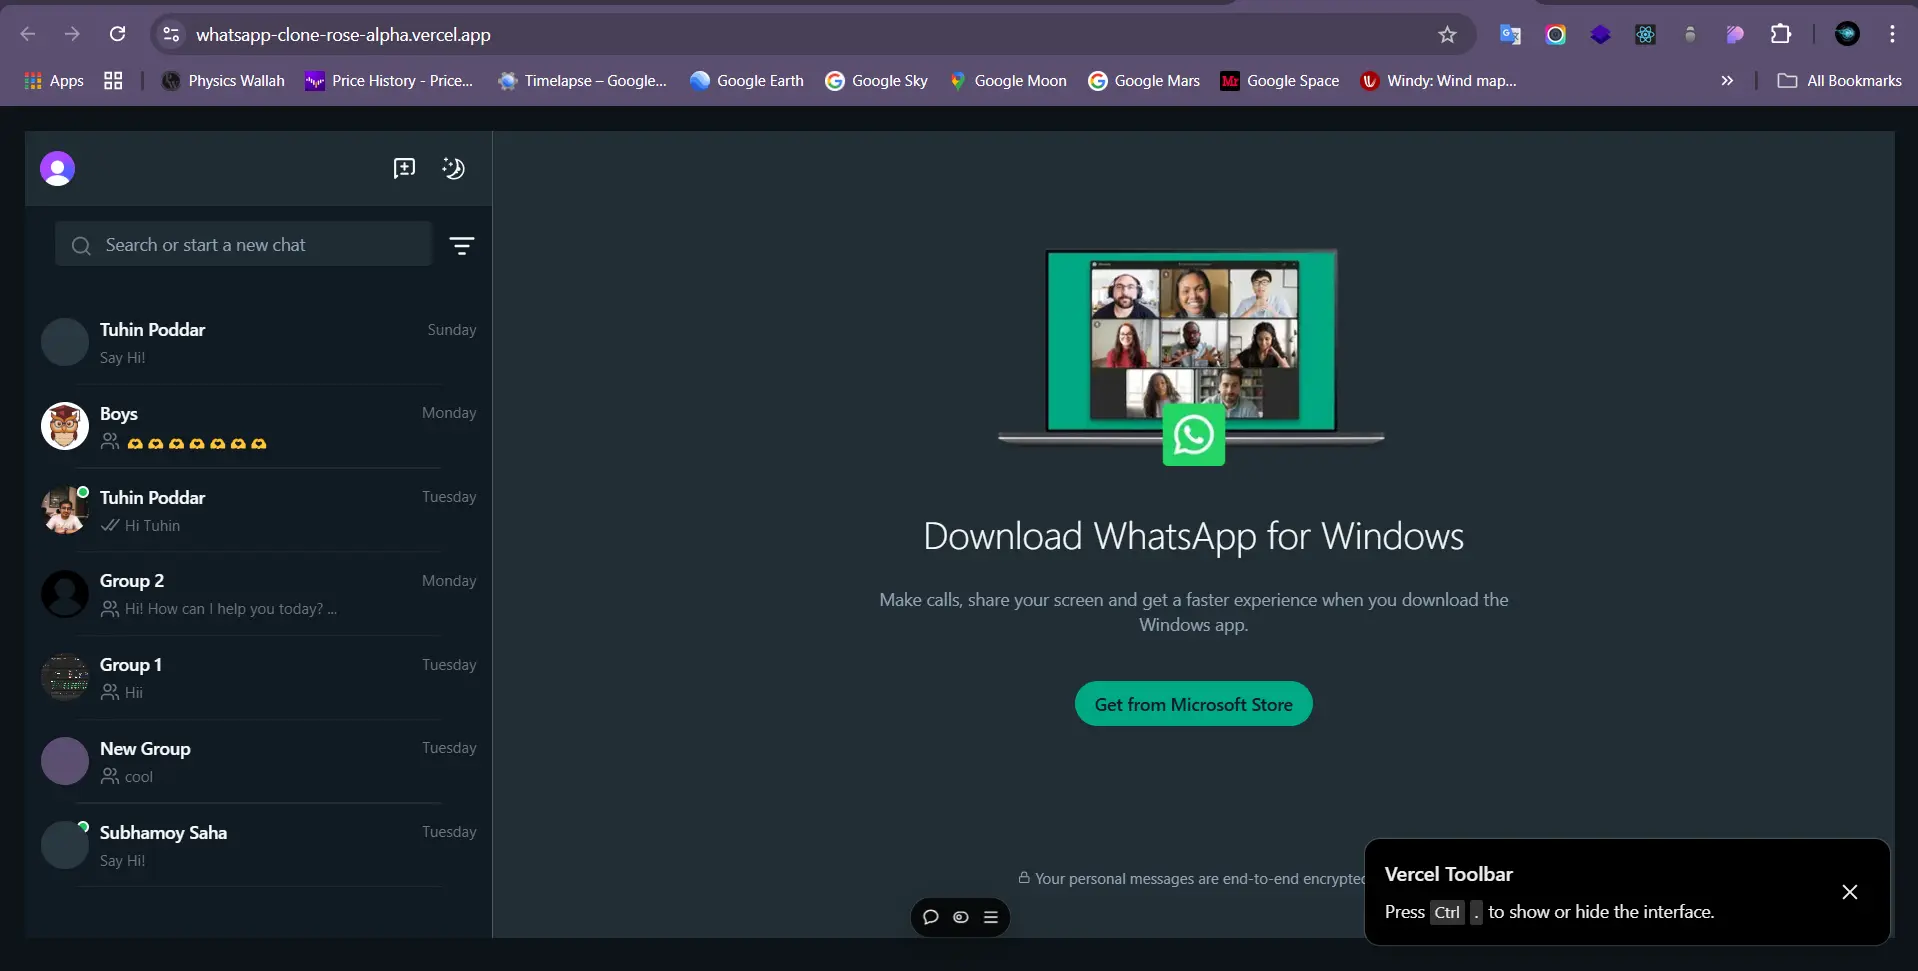 whatsapp-clone-rose-alpha.vercel.app
Apps
Physics Wallah
Price History - Price...
Timelapse – Google...
Google Earth
Google Sky
Google Moon
Google Mars
Mr
Google Space
Windy: Wind map...
»
All Bookmarks
Search or start a new chat
Tuhin Poddar
Sunday
Say Hi!
Boys
Monday
🫶🫶🫶🫶🫶🫶🫶
Tuhin Poddar
Tuesday
Hi Tuhin
Group 2
Monday
Hi! How can I help you today? ...
Group 1
Tuesday
Hii
New Group
Tuesday
cool
Subhamoy Saha
Tuesday
Say Hi!
Download WhatsApp for Windows
Make calls, share your screen and get a faster experience when you download the
Windows app.
Get from Microsoft Store
Your personal messages are end-to-end encrypted
Vercel Toolbar
Press Ctrl . to show or hide the interface.